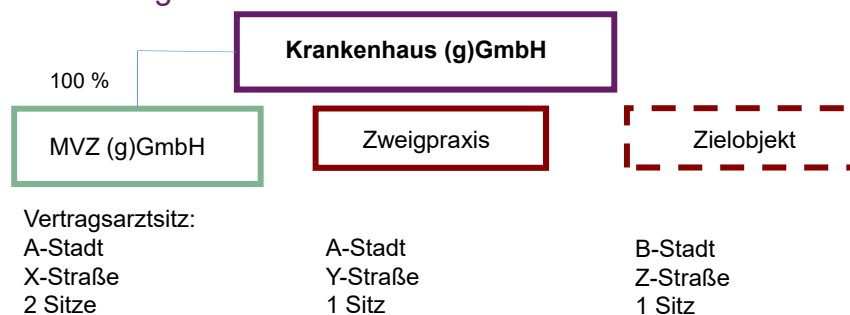 Krankenhaus (g)GmbH
100 %
MVZ (g)GmbH
Zweigpraxis
Zielobjekt
Vertragsarztsitz:
A-Stadt
X-Straße
2 Sitze
A-Stadt
Y-Straße
1 Sitz
B-Stadt
Z-Straße
1 Sitz